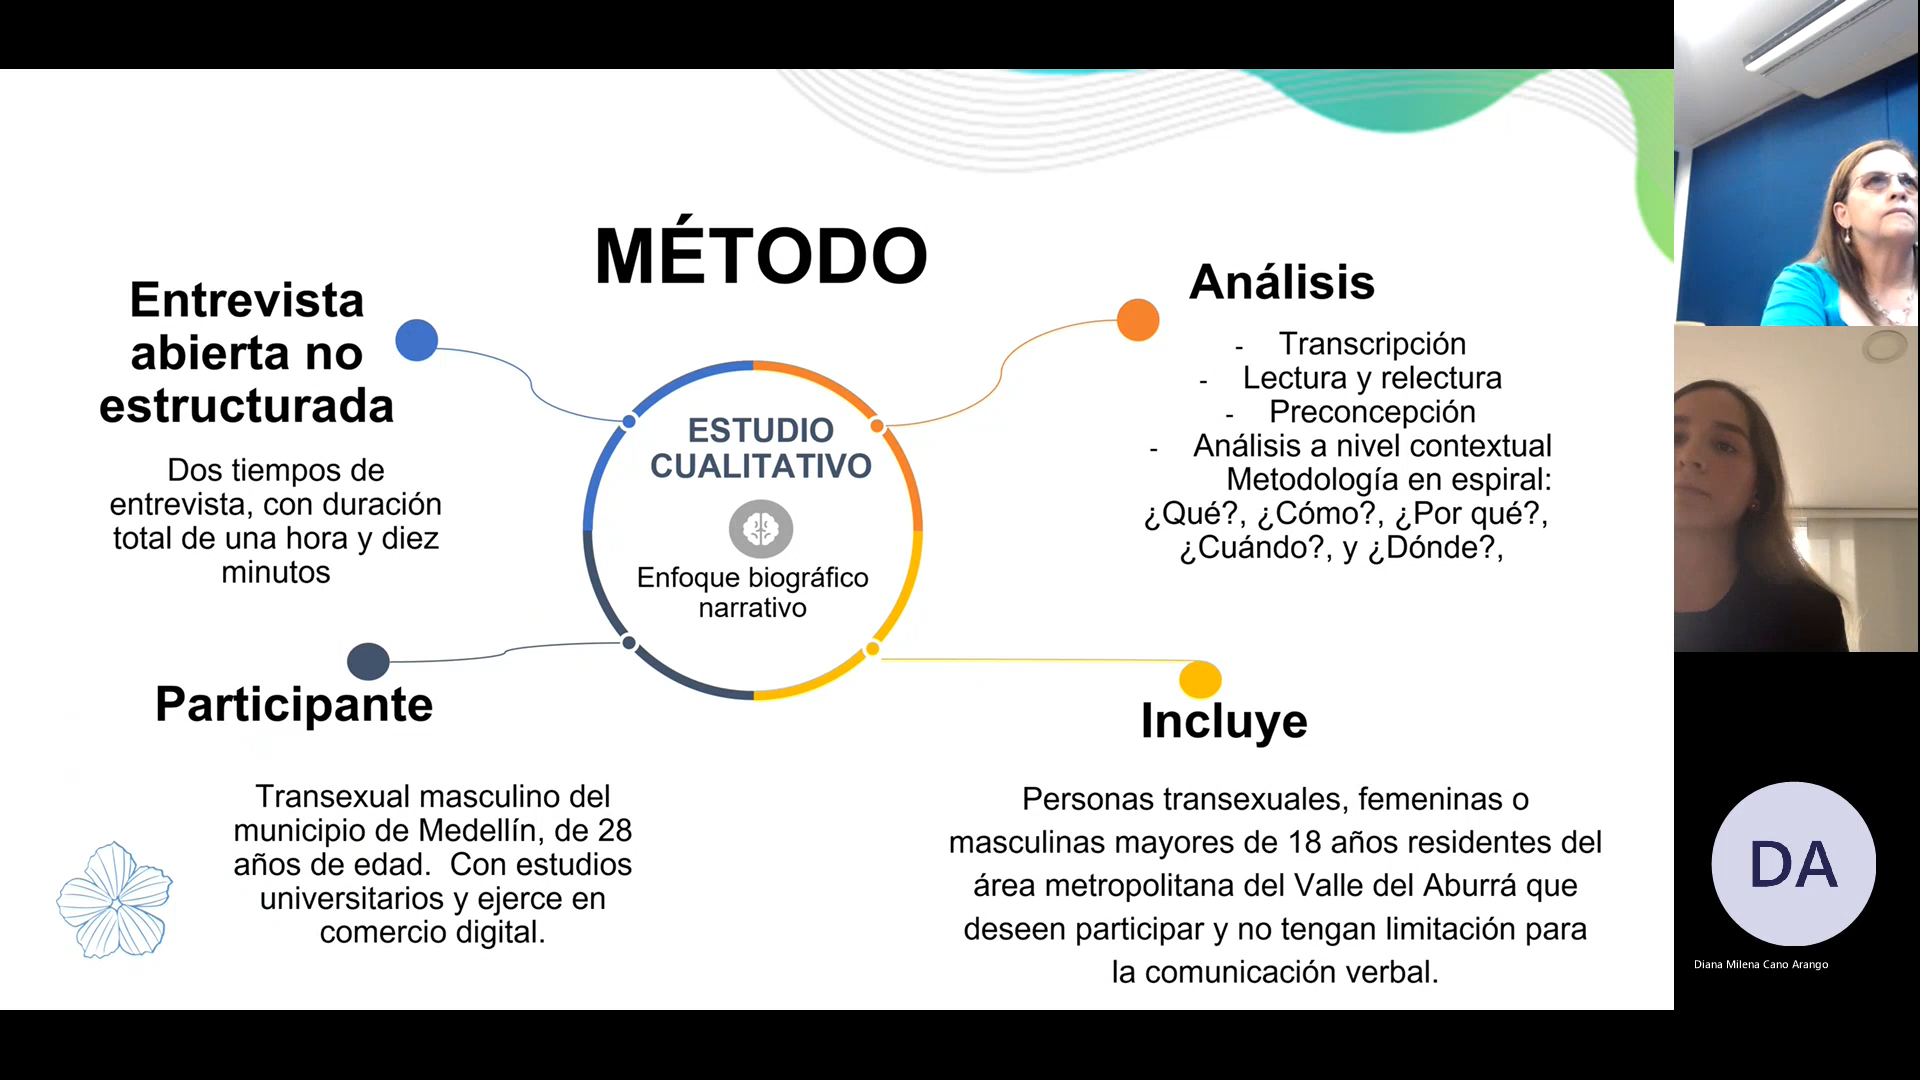 MÉTODO
Entrevista
abierta no
estructurada
Dos tiempos de
entrevista, con duración
total de una hora y diez
minutos
ESTUDIO
CUALITATIVO
Enfoque biográfico
narrativo
Análisis
- Transcripción
- Lectura y relectura
- Preconcepción
- Análisis a nivel contextual
Metodología en espiral:
¿Qué?, ¿Cómo?, ¿Por qué?,
¿Cuándo?, y ¿Dónde?,
Participante
Transexual masculino del
municipio de Medellín, de 28
años de edad. Con estudios
universitarios y ejerce en
comercio digital.
Incluye
Personas transexuales, femeninas o
masculinas mayores de 18 años residentes del
área metropolitana del Valle del Aburrá que
deseen participar y no tengan limitación para
la comunicación verbal.
DA
Diana Milena Cano Arango